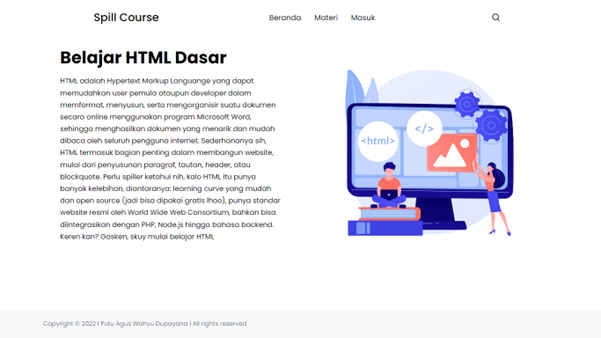 Spill Course
Beranda Materi Masuk
Belajar HTML Dasar
HTML adalah Hypertext Markup Languange yang dapat
memudahkan user pemula ataupun developer dalam
memformat, menyusun, serta mengorganisir suatu dokumen
secara online menggunakan program Microsoft Word,
sehingga menghasilkan dokumen yang menarik dan mudah
dibaca oleh seluruh pengguna internet. Sederhananya sih,
HTML termasuk bagian penting dalam membangun website,
mulai dari penyusunan paragraf, tautan, header, atau
blockquote. Perlu spiller ketahui nih, kalo HTML itu punya
banyak kelebihan, diantaranya: learning curve yang mudah
dan open source (jadi bisa dipakai gratis lhoo), punya standar
website resmi oleh World Wide Web Consortium, bahkan bisa
diintegrasikan dengan PHP, Node.js hingga bahasa backend.
Keren kan? Gasken, skuy mulai belajar HTML
<html>
</>
Copyright © 2022 I Putu Agus Wahyu Dupayana | All rights reserved